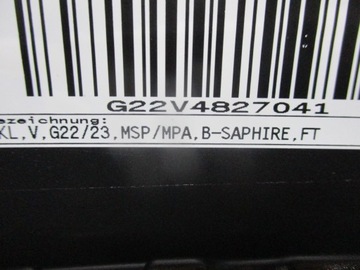 G22V4827041
ezeichnung:
KL,V,G22/23,MSP/MPA,B-SAPHIRE,FT